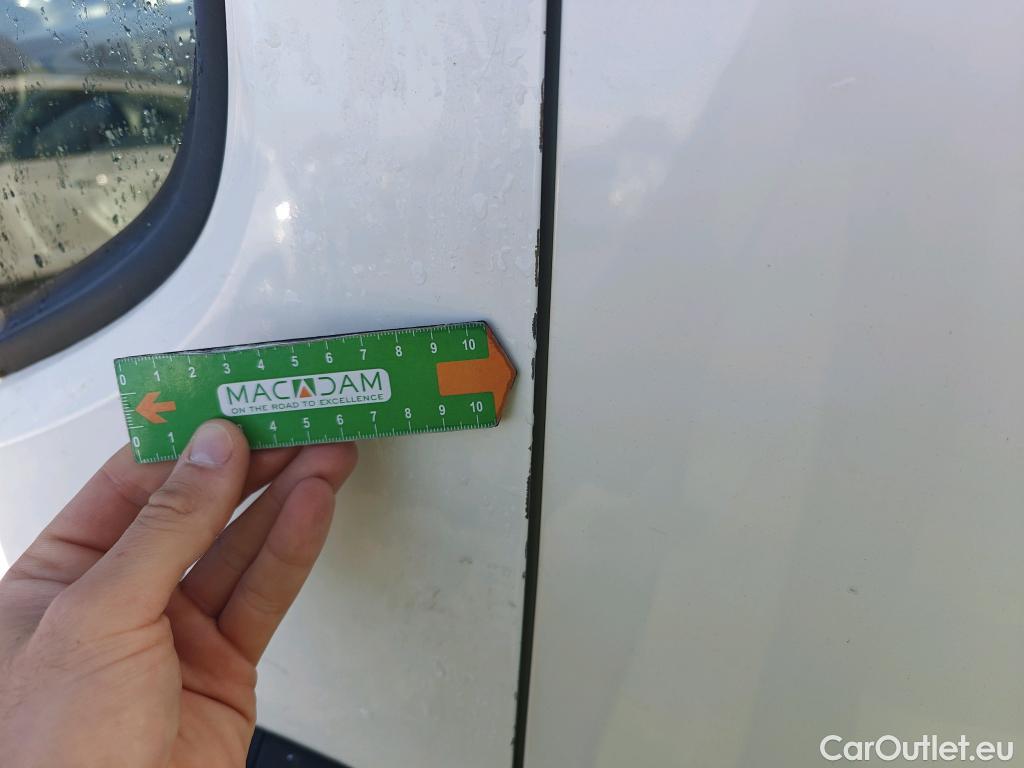 0 1 2 3 4 5 6 7 8 9 10
MACADAM
ON THE ROAD TO EXCELLENCE
0 1 4 5 6 7 8 9 10
CarOutlet.eu